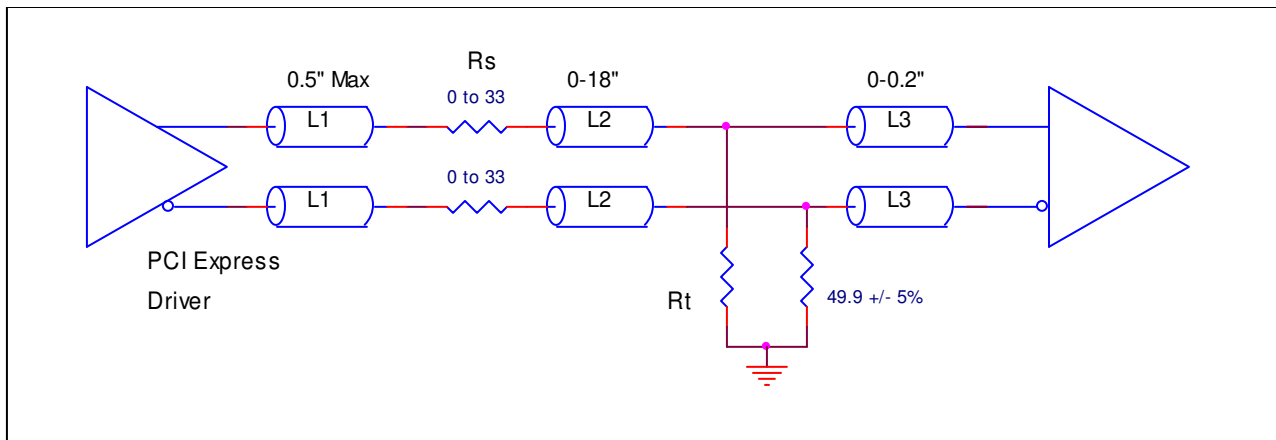 Rs
0.5" Max
0-18"
0-0.2"
0 to 33
L1
L2
L3
0 to 33
L1
L2
L3
PCI Express
Driver
Rt
49.9 +/- 5%